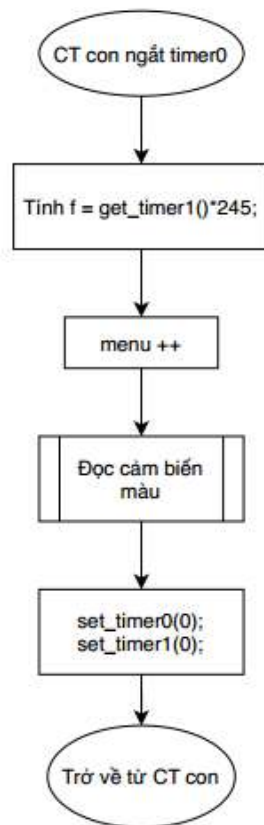 CT con ngắt timer0
Tính f = get_timer1()*245;
menu ++
Đọc cảm biến
màu
set_timer0(0);
set_timer1(0);
Trở về từ CT con